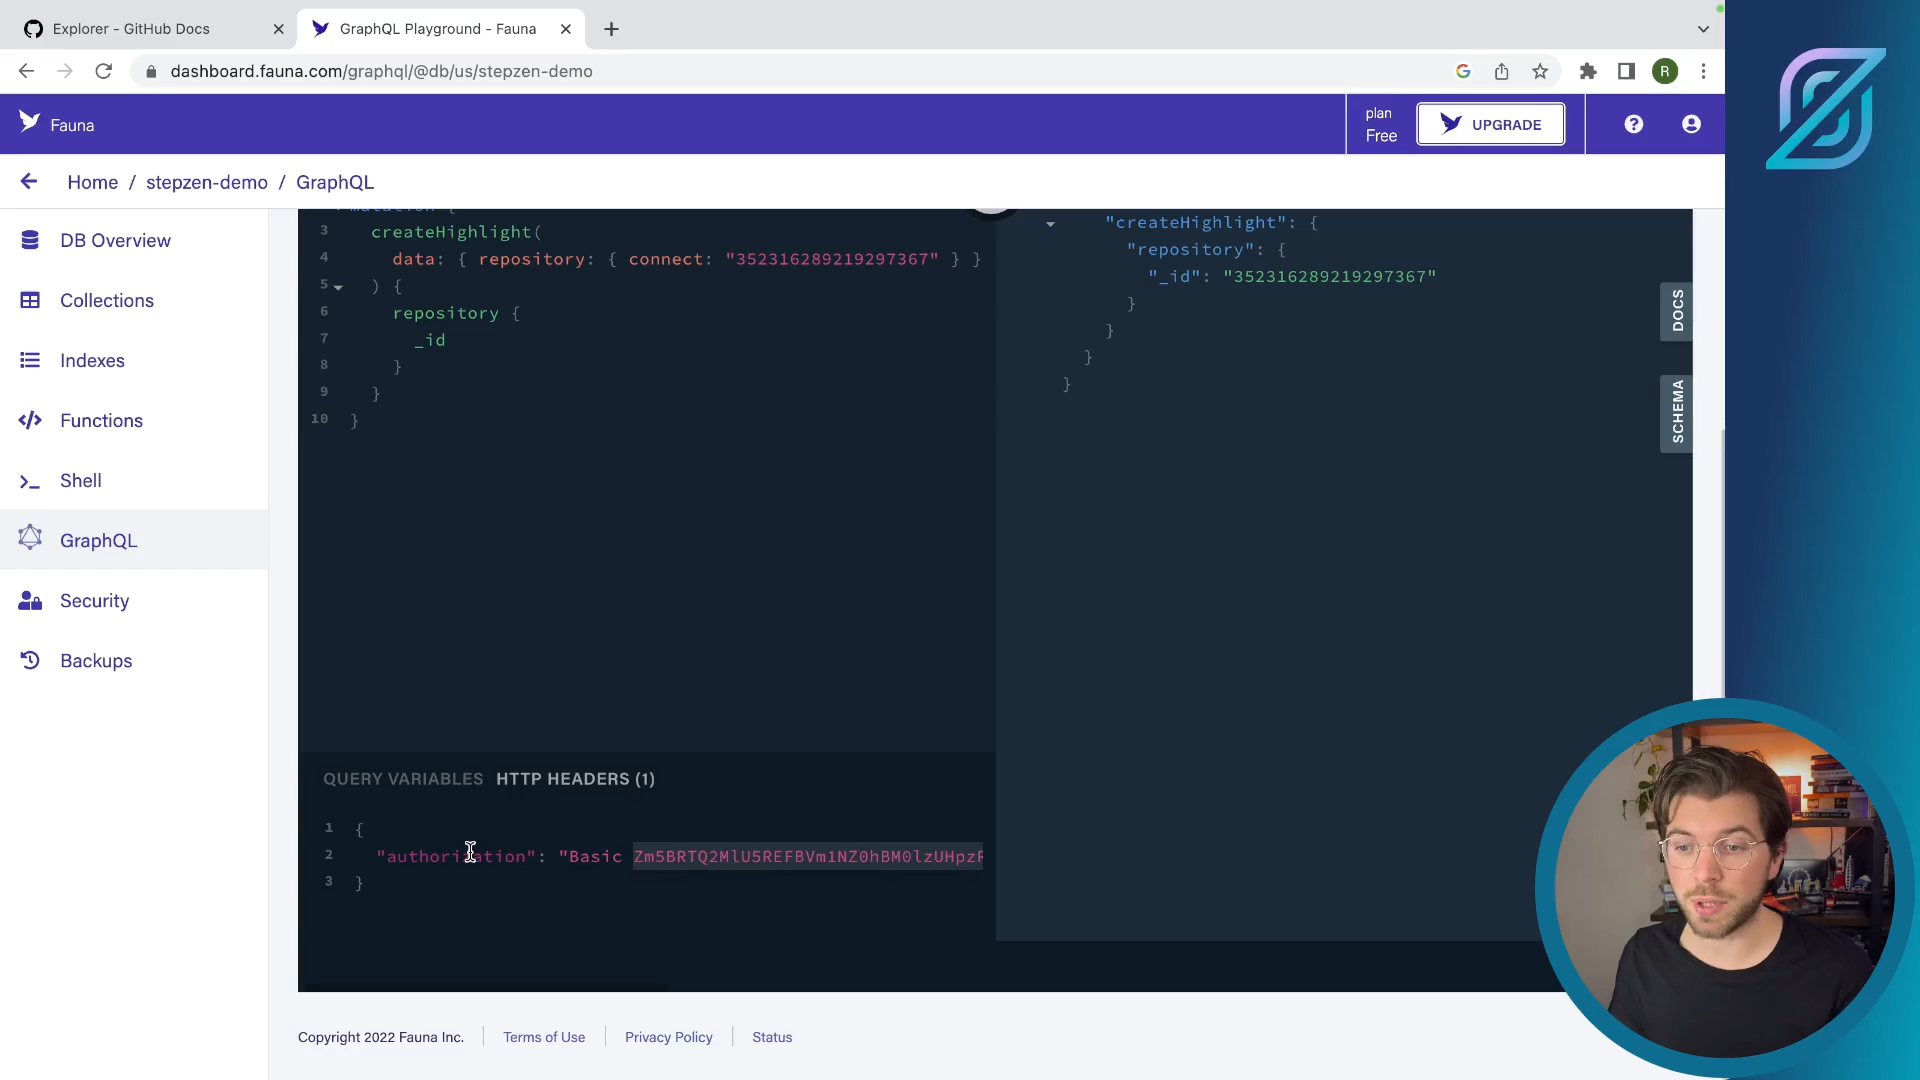 Explorer - GitHub Docs
GraphQL Playground - Fauna
dashboard.fauna.com/graphql/@db/us/stepzen-demo
R
Fauna
plan
Free
UPGRADE
Home / stepzen-demo / GraphQL
DB Overview
Collections
Indexes
Functions
Shell
GraphQL
Security
Backups
3 createHighlight(
4 data: { repository: { connect: "352316289219297367" } }
5 ) {
6 repository {
7 _id
8 }
9 }
10 }
"createHighlight": {
"repository": {
"_id": "352316289219297367"
}
}
}
}
DOCS
SCHEMA
QUERY VARIABLES HTTP HEADERS (1)
1 {
2 "authorization": "Basic Zm5BRTQ2MlU5REFBVm1NZ0hBM0lzUHpz
3 }
Copyright 2022 Fauna Inc.
Terms of Use
Privacy Policy
Status